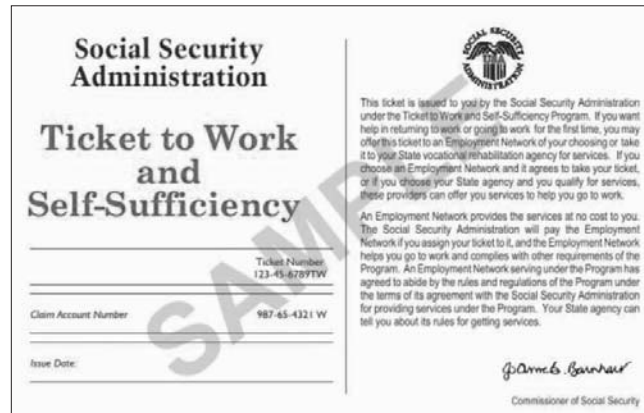 Social Security
Administration
Ticket to Work
and
Self-Sufficiency
Ticket Number
123-45-6789TW
Claim Account Number 987-65-4321 W
Issue Date:
SOCIAL SECURITY
USA
ADMINISTRATION
This ticket is issued to you by the Social Security Administration
under the Ticket to Work and Self-Sufficiency Program. If you want
help in returning to work or going to work for the first time, you may
offer this ticket to an Employment Network of your choosing or take
it to your State vocational rehabilitation agency for services. If you
choose an Employment Network and it agrees to take your ticket,
or if you choose your State agency and you qualify for services,
these providers can offer you services to help you go to work.
An Employment Network provides the services at no cost to you.
The Social Security Administration will pay the Employment
Network if you assign your ticket to it, and the Employment Network
helps you go to work and complies with other requirements of the
Program. An Employment Network serving under the Program has
agreed to abide by the rules and regulations of the Program under
the terms of its agreement with the Social Security Administration
for providing services under the Program. Your State agency can
tell you about its rules for getting services.
Commissioner of Social Security
SAMPLE